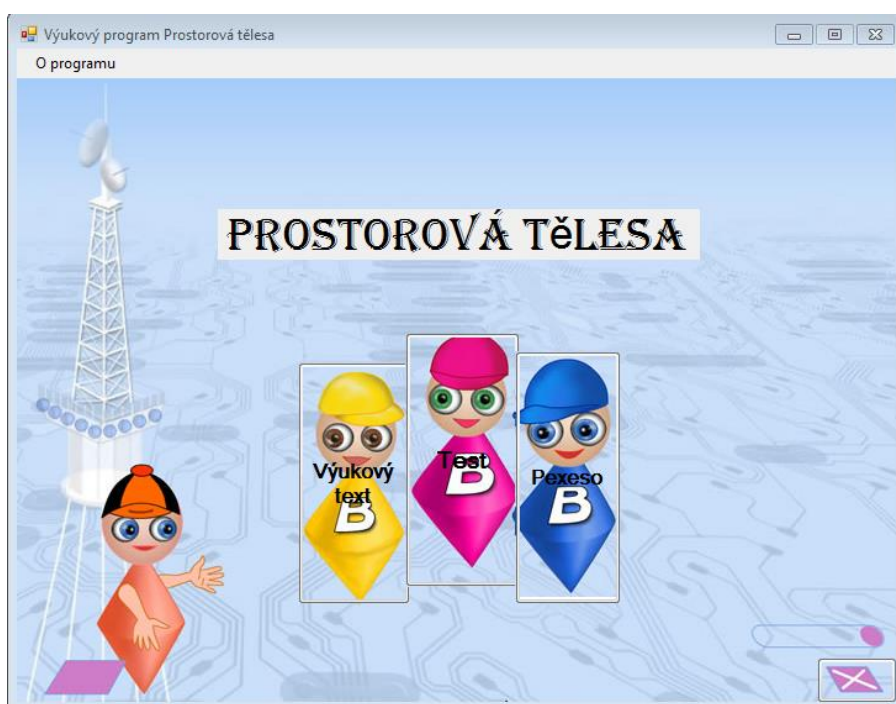 Výukový program Prostorová tělesa
O programu
PROSTOROVÁ TěLESA
Výukový
text
B
Test
B
Pexeso
B